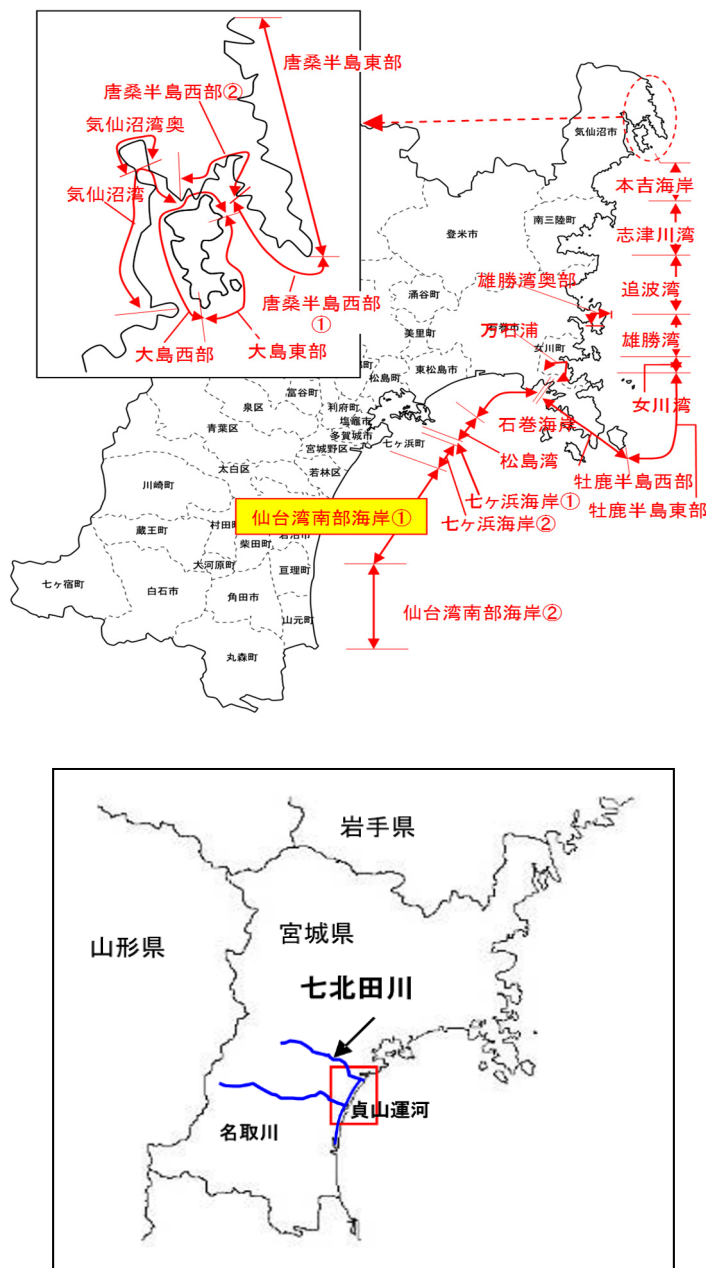 唐桑半島東部
唐桑半島西部②
気仙沼湾奥
気仙沼湾
唐桑半島西部
①
大島西部
大島東部
気仙沼市
本吉海岸
南三陸町
志津川湾
登米市
雄勝湾奥部
追波湾
涌谷町
美里町
万石浦
雄勝湾
女川町
松島町
東松島市
女川湾
富谷町
利府町
泉区
塩竈市
石巻海岸
青葉区
多賀城市
宮城野区
七ヶ浜町
松島湾
太白区
若林区
牡鹿半島西部
川崎町
七ヶ浜海岸①
牡鹿半島東部
仙台湾南部海岸①
七ヶ浜海岸②
蔵王町
村田町
柴田町
大河原町
亘理町
七ヶ宿町
白石市
角田市
仙台湾南部海岸②
山元町
丸森町
岩手県
山形県
宮城県
七北田川
貞山運河
名取川